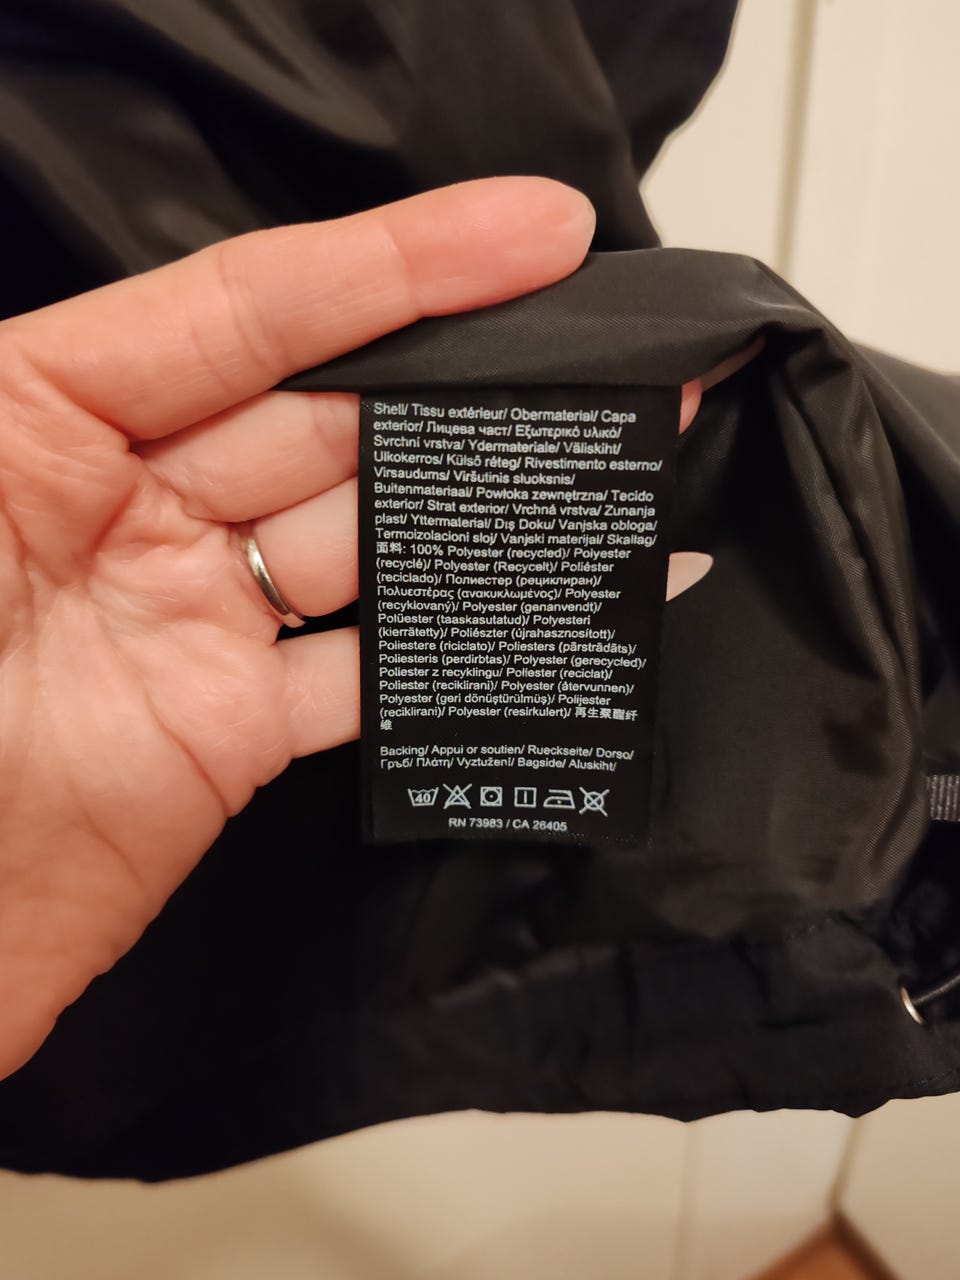 Shell/ Tissu extérieur/ Obermaterial/ Capa
exterior/ Лицева част/ Εξωτερικό υλικό/
Svrchní vrstva/ Ydermateriale/ Väliskiht/
Ulkokerros/ Külső réteg/ Rivestimento esterno/
Virsaudums/ Viršutinis sluoksnis/
Buitenmateriaal/ Powłoka zewnętrzna/ Tecido
exterior/ Strat exterior/ Vrchná vrstva/ Zunanja
plast/ Yttermaterial/ Dış Doku/ Vanjska obloga/
Termoizolacioni sloj/ Vanjski materijal/ Skallag/
面料: 100% Polyester (recycled)/ Polyester
(recyclé)/ Polyester (Recycelt)/ Poliéster
(reciclado)/ Полиестер (рециклиран)/
Πολυεστέρας (ανακυκλωμένος)/ Polyester
(recyklovaný)/ Polyester (genanvendt)/
Polüester (taaskasutatud)/ Polyesteri
(kierrätetty)/ Poliészter (újrahasznosított)/
Poliestere (riciclato)/ Poliesters (pārstrādāts)/
Poliesteris (perdirbtas)/ Polyester (gerecycled)/
Poliester z recyklingu/ Poliester (reciclat)/
Poliester (reciklirani)/ Polyester (återvunnen)/
Polyester (geri dönüştürülmüş)/ Polijester
(reciklirani)/ Polyester (resirkulert)/ 再生聚酯纤
维
Backing/ Appui or soutien/ Rueckseite/ Dorso/
Гръб/ Πλάτη/ Vyztužení/ Bagside/ Aluskiht/
40
RN 73983 / CA 26405